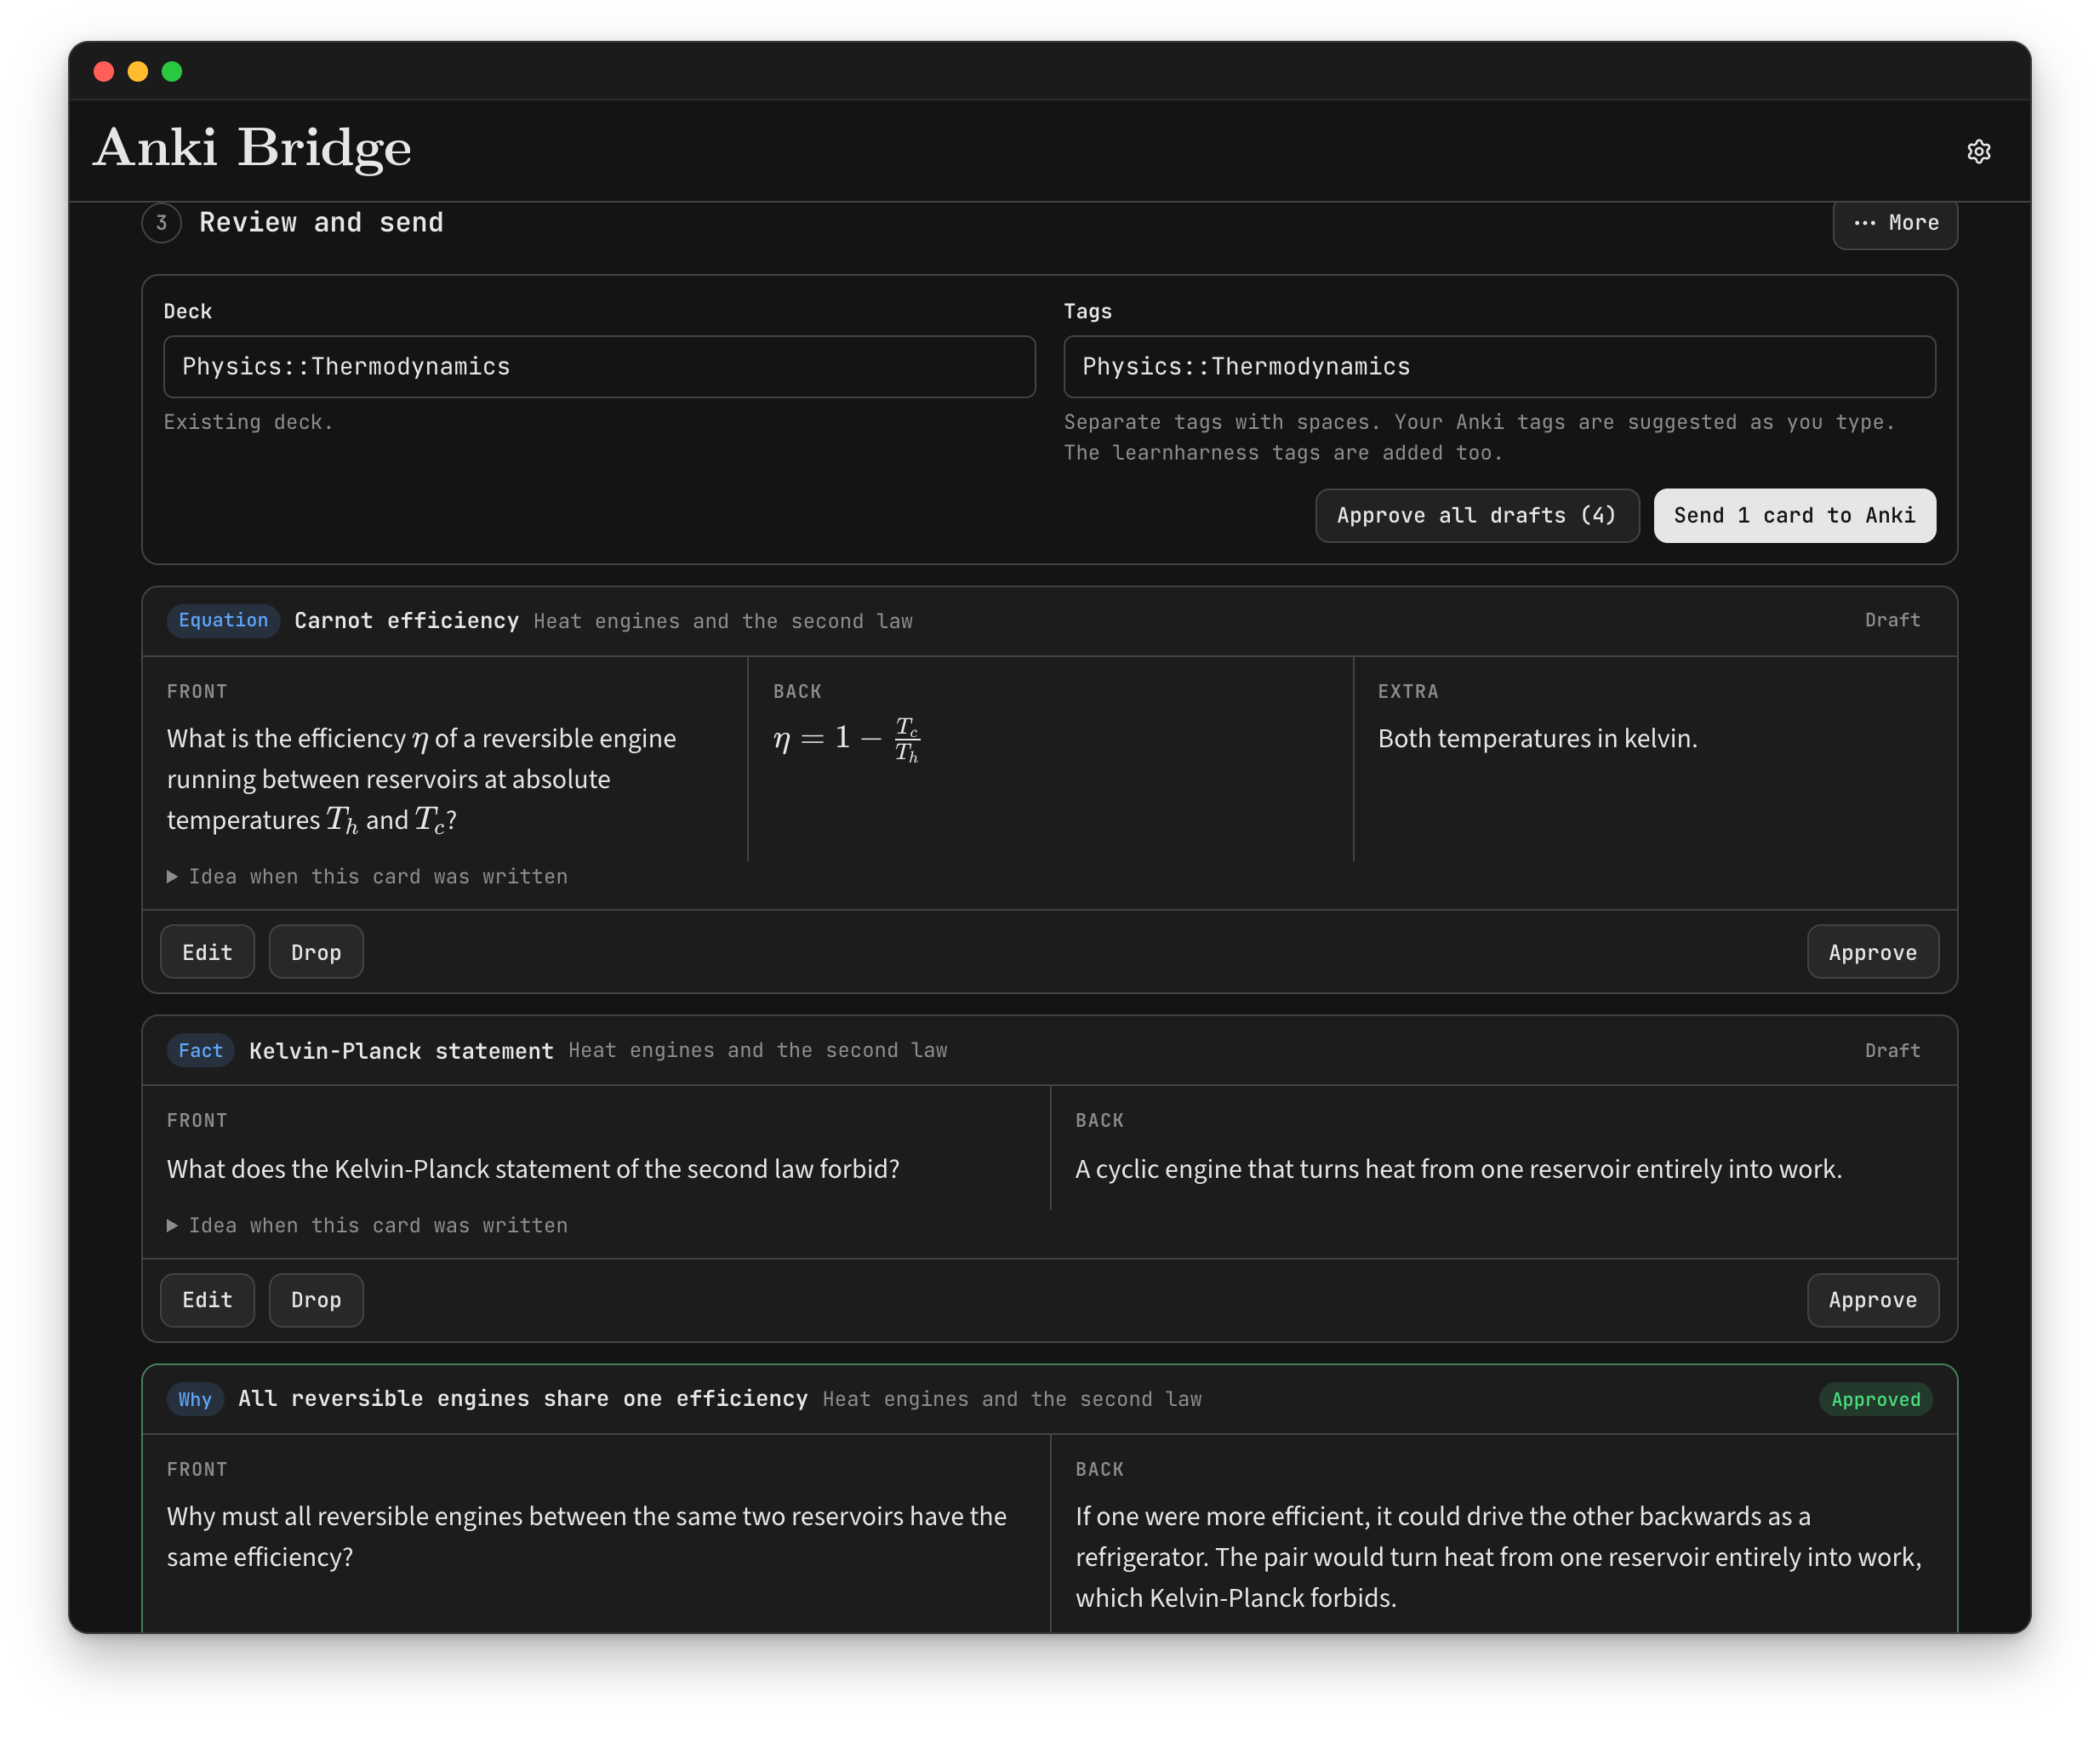 Anki Bridge
3 Review and send
··· More
Deck
Tags
Physics::Thermodynamics
Physics::Thermodynamics
Existing deck.
Separate tags with spaces. Your Anki tags are suggested as you type.
The learnharness tags are added too.
Approve all drafts (4)
Send 1 card to Anki
Equation Carnot efficiency Heat engines and the second law
Draft
FRONT
What is the efficiency η of a reversible engine
running between reservoirs at absolute
temperatures T_h and T_c?
BACK
η = 1 − T_c/T_h
EXTRA
Both temperatures in kelvin.
▶ Idea when this card was written
Edit
Drop
Approve
Fact Kelvin-Planck statement Heat engines and the second law
Draft
FRONT
What does the Kelvin-Planck statement of the second law forbid?
BACK
A cyclic engine that turns heat from one reservoir entirely into work.
▶ Idea when this card was written
Edit
Drop
Approve
Why All reversible engines share one efficiency Heat engines and the second law
Approved
FRONT
Why must all reversible engines between the same two reservoirs have the
same efficiency?
BACK
If one were more efficient, it could drive the other backwards as a
refrigerator. The pair would turn heat from one reservoir entirely into work,
which Kelvin-Planck forbids.